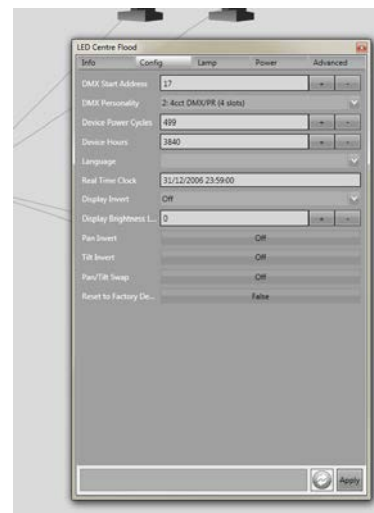 LED Centre Flood
Info Config Lamp Power Advanced
DMX Start Address 17 + -
DMX Personality 2: 4cct DMX/PR (4 slots)
Device Power Cycles 499 + -
Device Hours 3840 + -
Language
Real Time Clock 31/12/2006 23:59:00
Display Invert Off
Display Brightness L... 0 + -
Pan Invert Off
Tilt Invert Off
Pan/Tilt Swap Off
Reset to Factory De... False
Apply